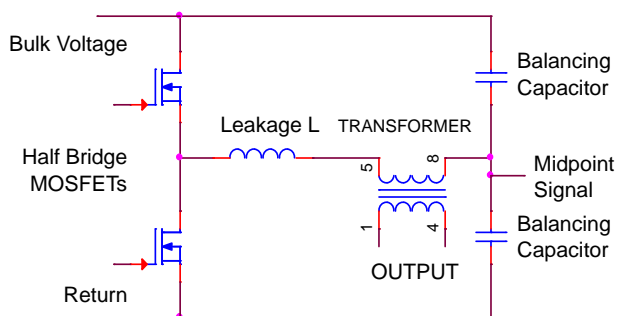 Bulk Voltage
Balancing
Capacitor
Leakage L
TRANSFORMER
Half Bridge
MOSFETs
5
8
Midpoint
Signal
1
4
Balancing
Capacitor
OUTPUT
Return